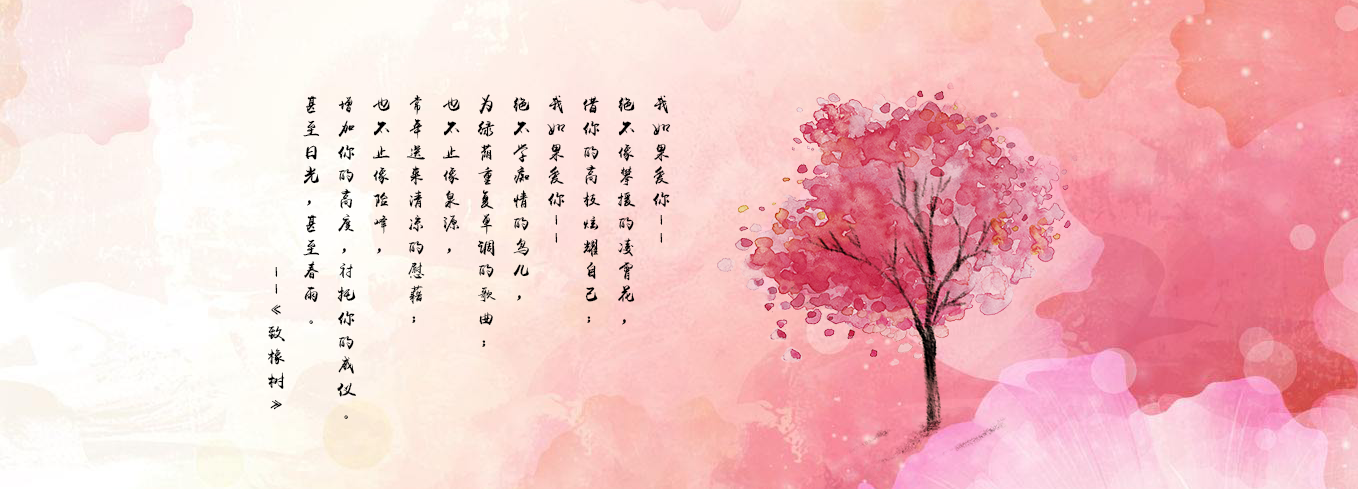 我如果爱你——
绝不像攀援的凌霄花，
借你的高枝炫耀自己；
我如果爱你——
绝不学痴情的鸟儿，
为绿荫重复单调的歌曲；
也不止像泉源，
常年送来清凉的慰藉；
也不止像险峰，
增加你的高度，衬托你的威仪。
甚至日光，甚至春雨。
——《致橡树》